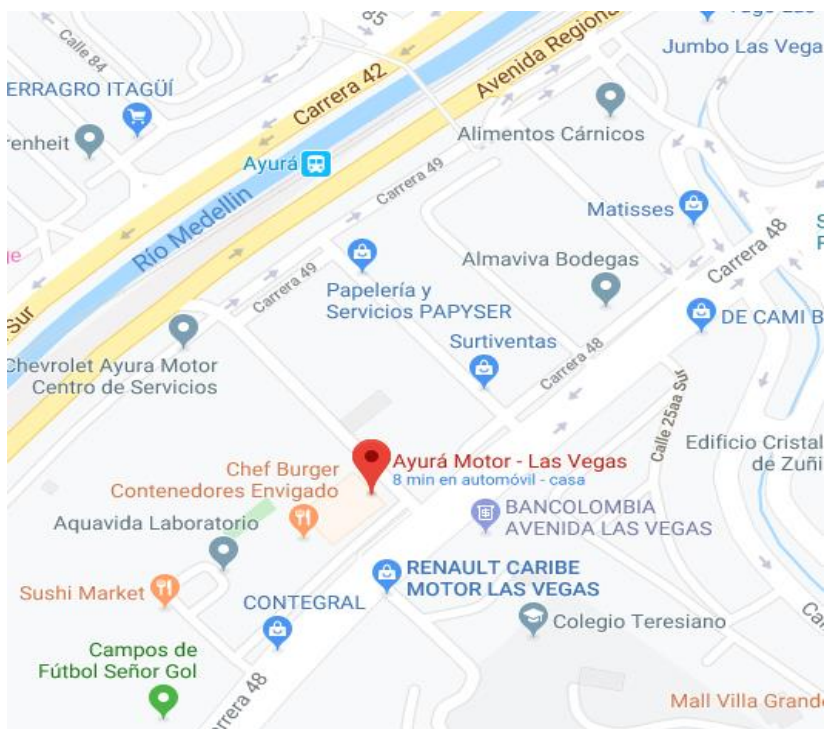 85
Calle 84
Carrera 42
Avenida Regiona
Jumbo Las Vega
ERRAGRO ITAGÜÍ
renheit
Alimentos Cárnicos
Ayurá
Carrera 49
Río Medellin
Matisses
Carrera 48
Almaviva Bodegas
Carrera 49
Papelería y
Servicios PAPYSER
Sur
DE CAMI B
Surtiventas
Carrera 48
Chevrolet Ayura Motor
Centro de Servicios
Calle 25aa Sur
Edificio Cristal
de Zuñi
Ayurá Motor - Las Vegas
8 min en automóvil - casa
Chef Burger
Contenedores Envigado
BANCOLOMBIA
AVENIDA LAS VEGAS
Aquavida Laboratorio
RENAULT CARIBE
MOTOR LAS VEGAS
Sushi Market
CONTEGRAL
Colegio Teresiano
Campos de
Fútbol Señor Gol
Mall Villa Grand
rrera 48